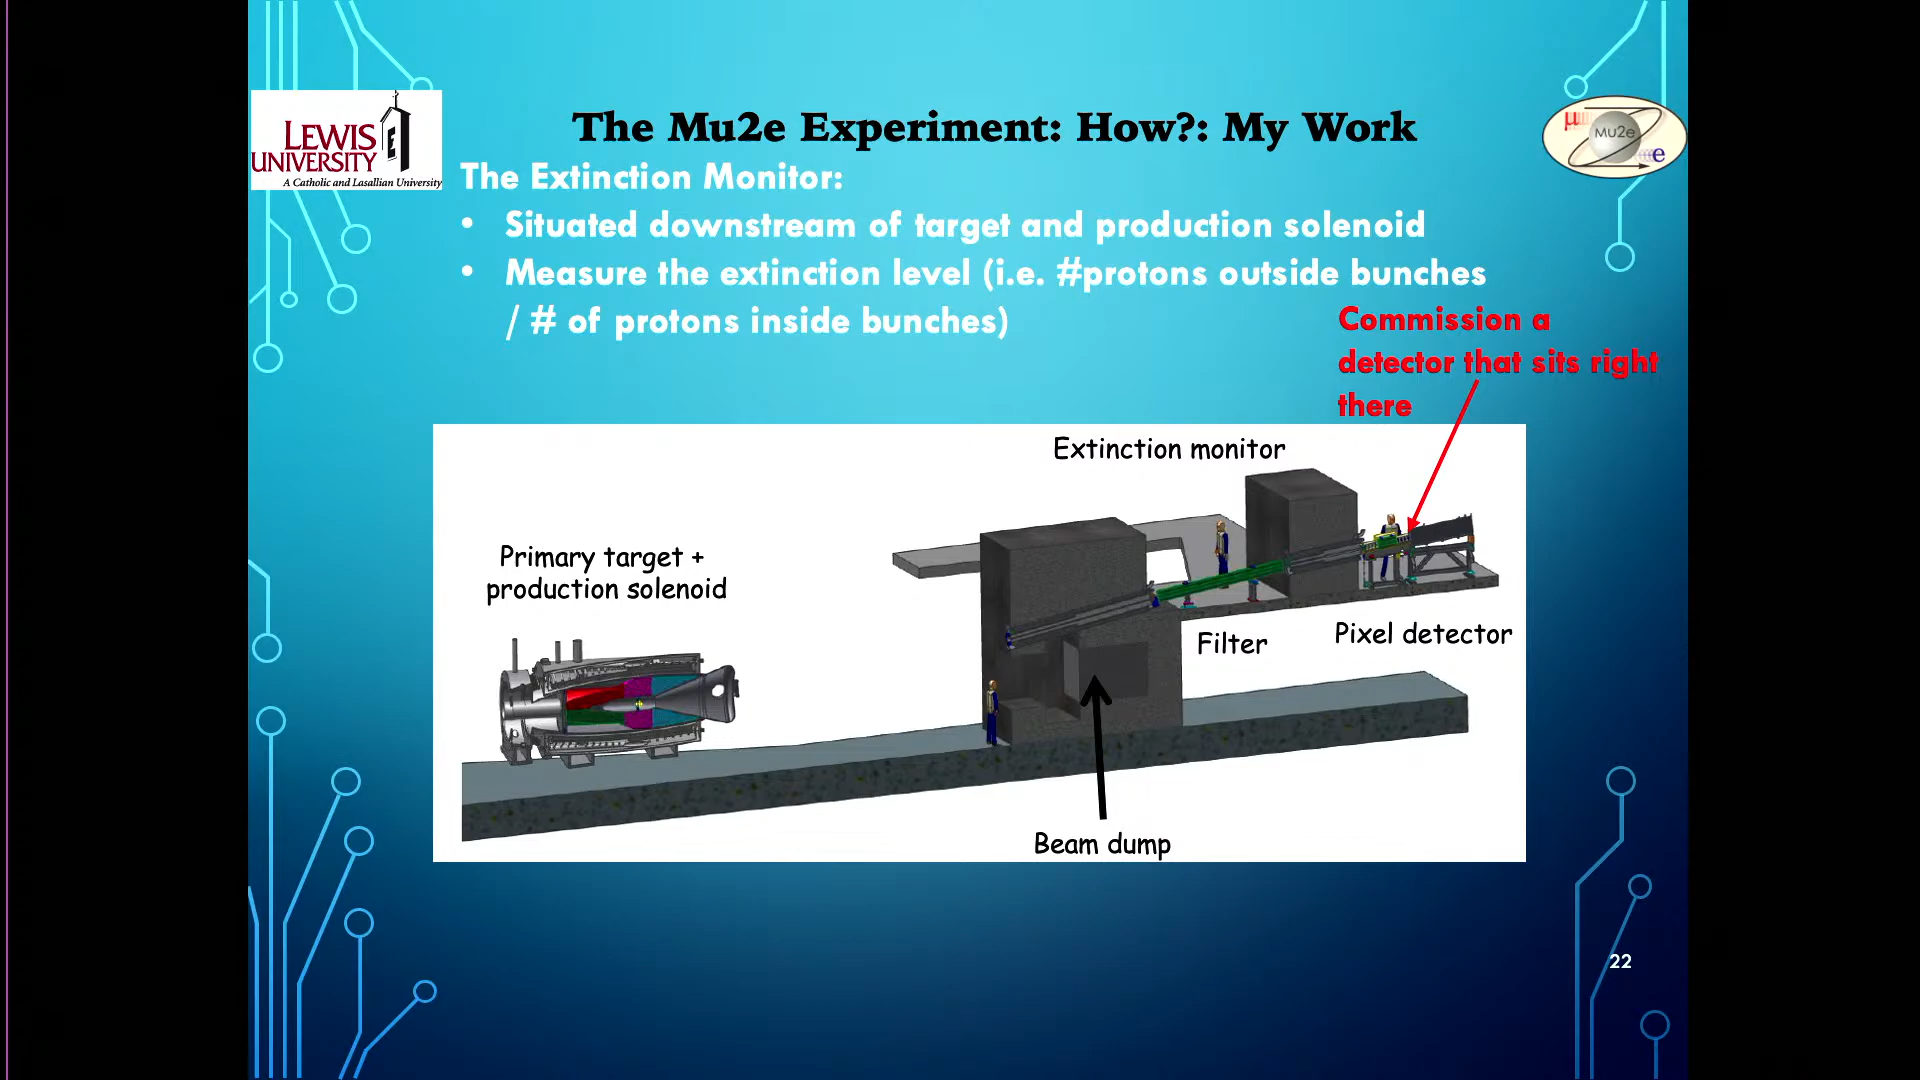 The Mu2e Experiment: How?: My Work
LEWIS
UNIVERSITY
A Catholic and Lasallian University
Mu2e
μ
e
The Extinction Monitor:
• Situated downstream of target and production solenoid
• Measure the extinction level (i.e. #protons outside bunches
/ # of protons inside bunches)
Commission a
detector that sits right
there
Extinction monitor
Primary target +
production solenoid
Filter
Pixel detector
Beam dump
22